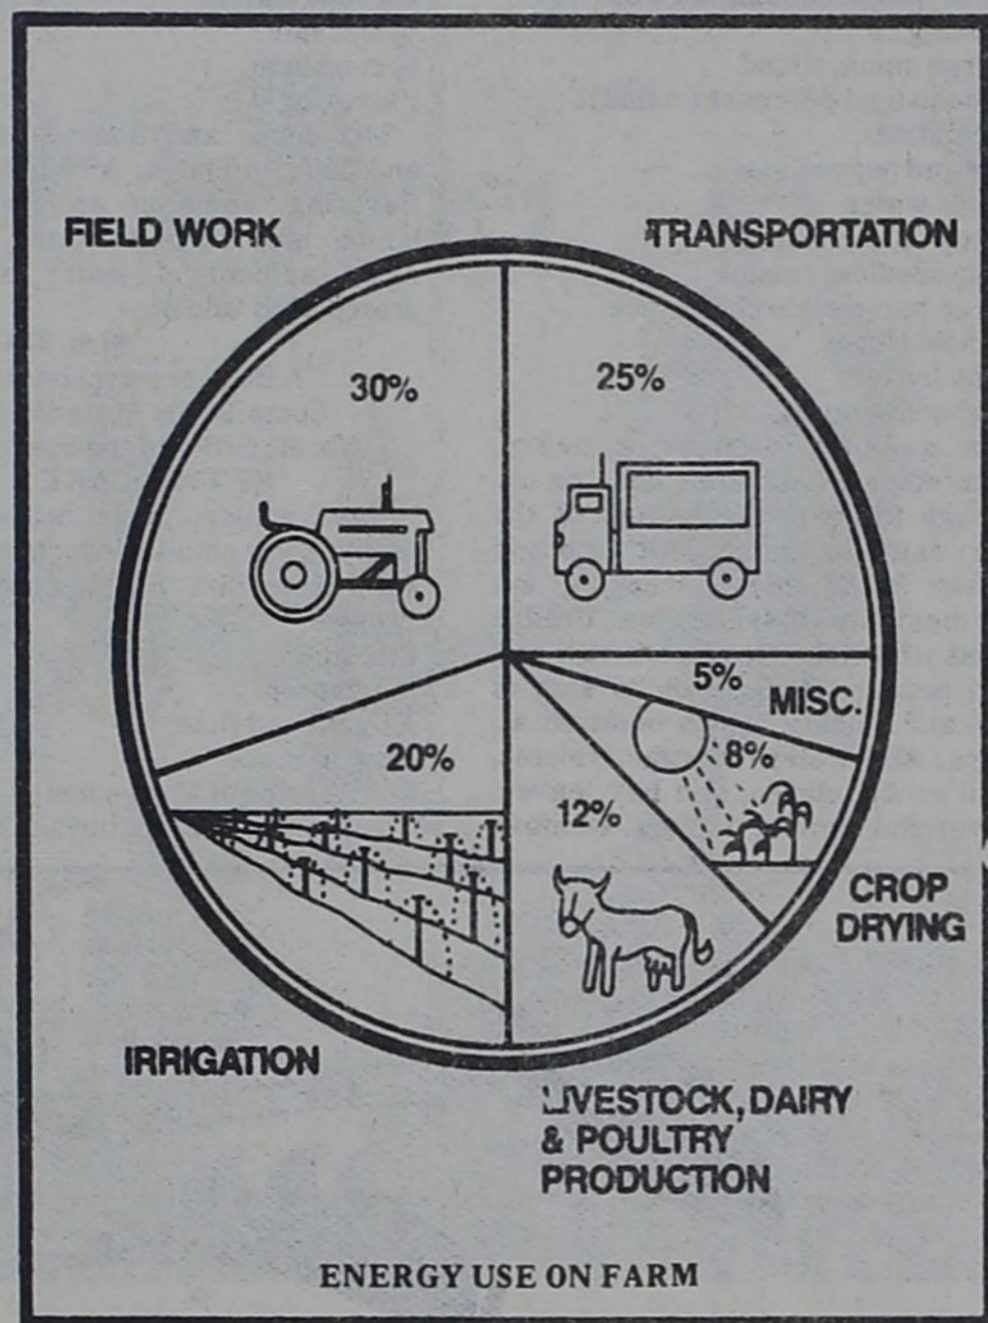 FIELD WORK
TRANSPORTATION
30%
25%
5%
MISC.
20%
8%
12%
CROP
DRYING
IRRIGATION
LIVESTOCK, DAIRY
& POULTRY
PRODUCTION
ENERGY USE ON FARM